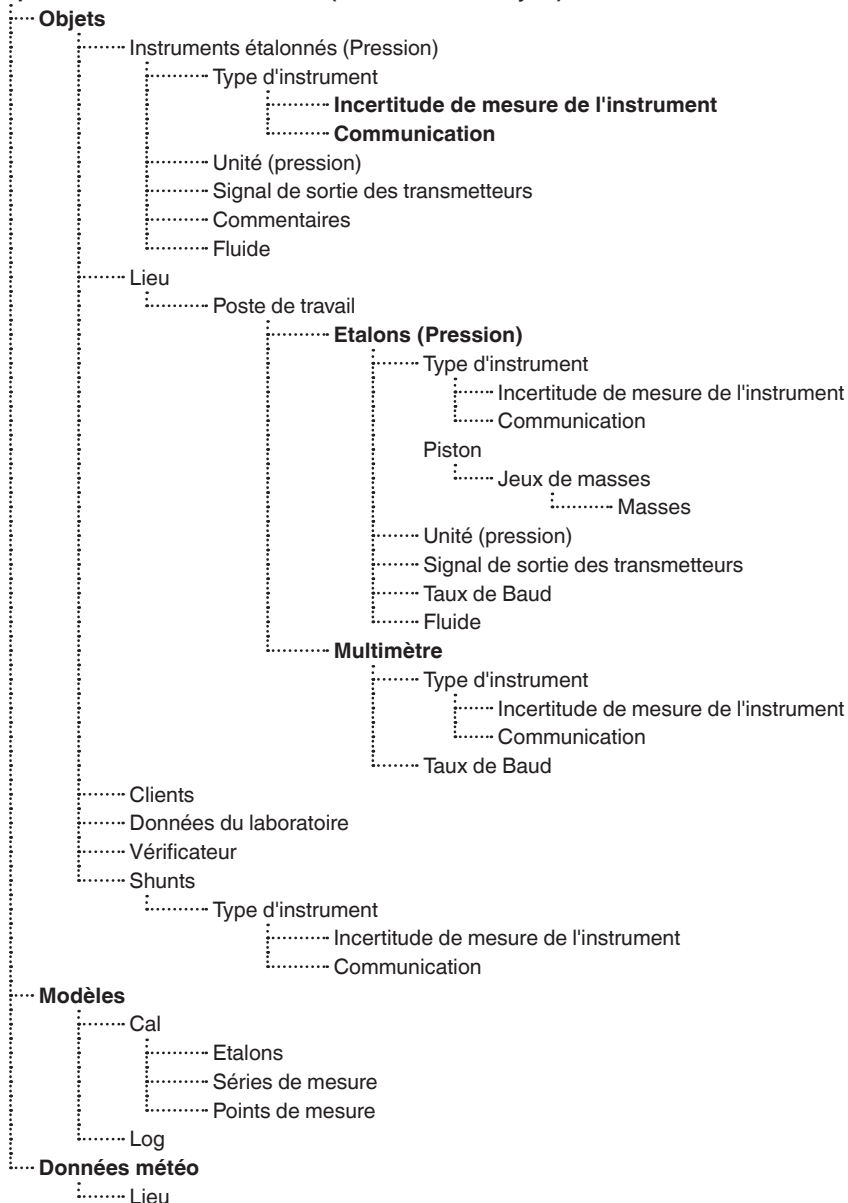 Objets
Instruments étalonnés (Pression)
Type d'instrument
Incertitude de mesure de l'instrument
Communication
Unité (pression)
Signal de sortie des transmetteurs
Commentaires
Fluide
Lieu
Poste de travail
Etalons (Pression)
Type d'instrument
Incertitude de mesure de l'instrument
Communication
Piston
Jeux de masses
Masses
Unité (pression)
Signal de sortie des transmetteurs
Taux de Baud
Fluide
Multimètre
Type d'instrument
Incertitude de mesure de l'instrument
Communication
Taux de Baud
Clients
Données du laboratoire
Vérificateur
Shunts
Type d'instrument
Incertitude de mesure de l'instrument
Communication
Modèles
Cal
Etalons
Séries de mesure
Points de mesure
Log
Données météo
Lieu